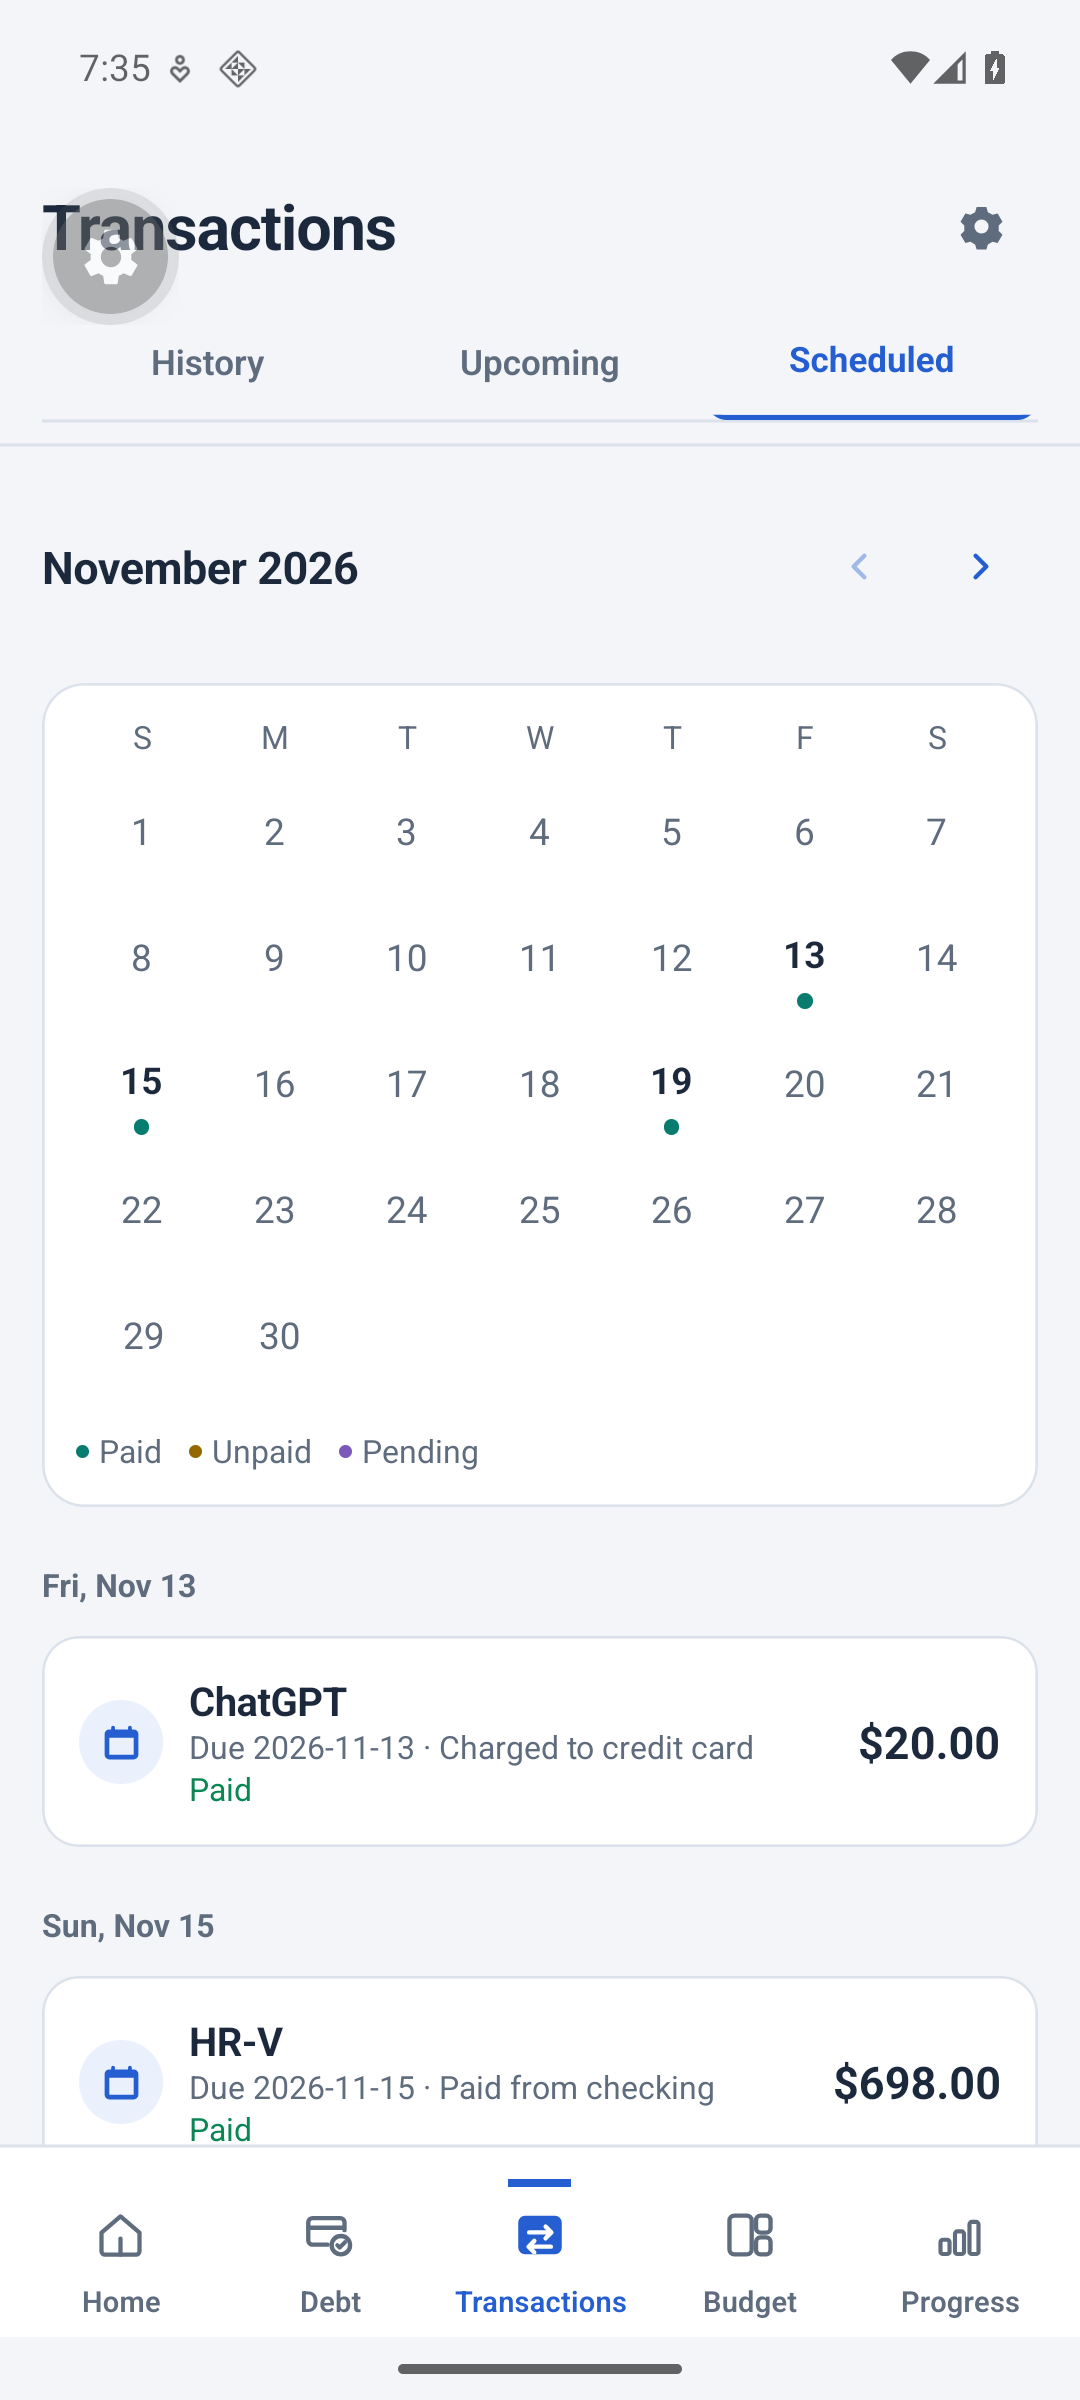 7:35
Transactions
History Upcoming Scheduled
November 2026
S M T W T F S
1 2 3 4 5 6 7
8 9 10 11 12 13 14
15 16 17 18 19 20 21
22 23 24 25 26 27 28
29 30
Paid Unpaid Pending
Fri, Nov 13
ChatGPT
Due 2026-11-13 · Charged to credit card
$20.00
Paid
Sun, Nov 15
HR-V
Due 2026-11-15 · Paid from checking
$698.00
Paid
Home Debt Transactions Budget Progress